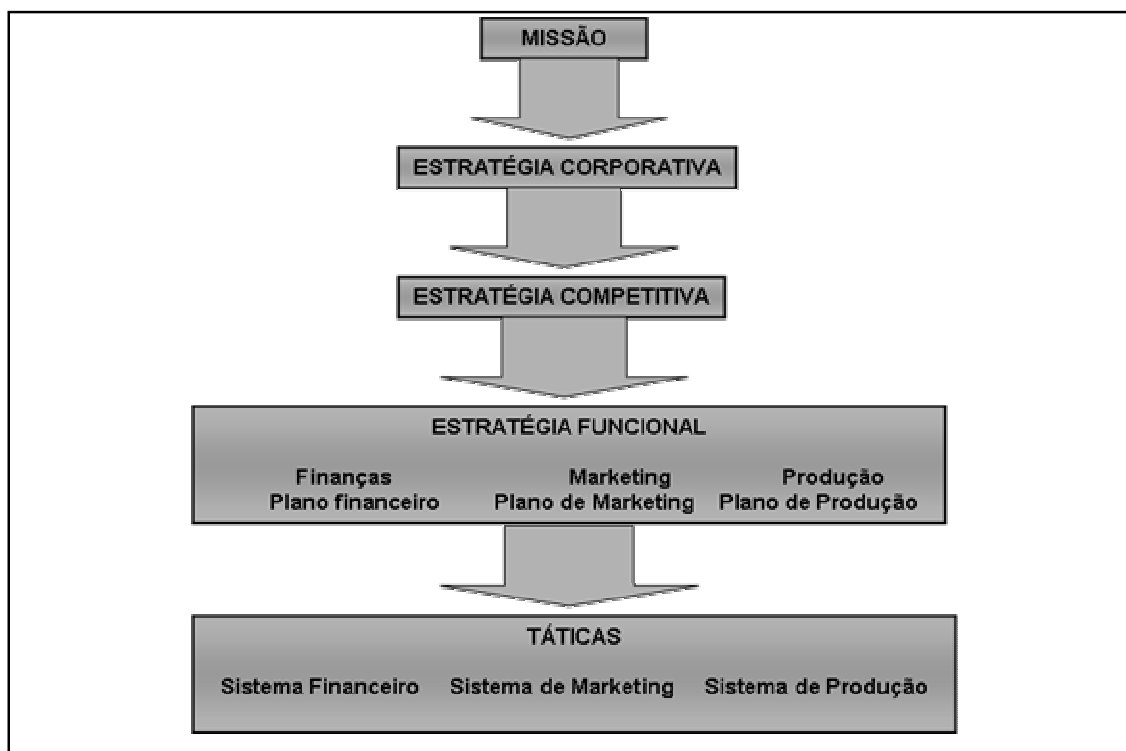 MISSÃO
ESTRATÉGIA CORPORATIVA
ESTRATÉGIA COMPETITIVA
ESTRATÉGIA FUNCIONAL
Finanças Marketing Produção
Plano financeiro Plano de Marketing Plano de Produção
TÁTICAS
Sistema Financeiro Sistema de Marketing Sistema de Produção